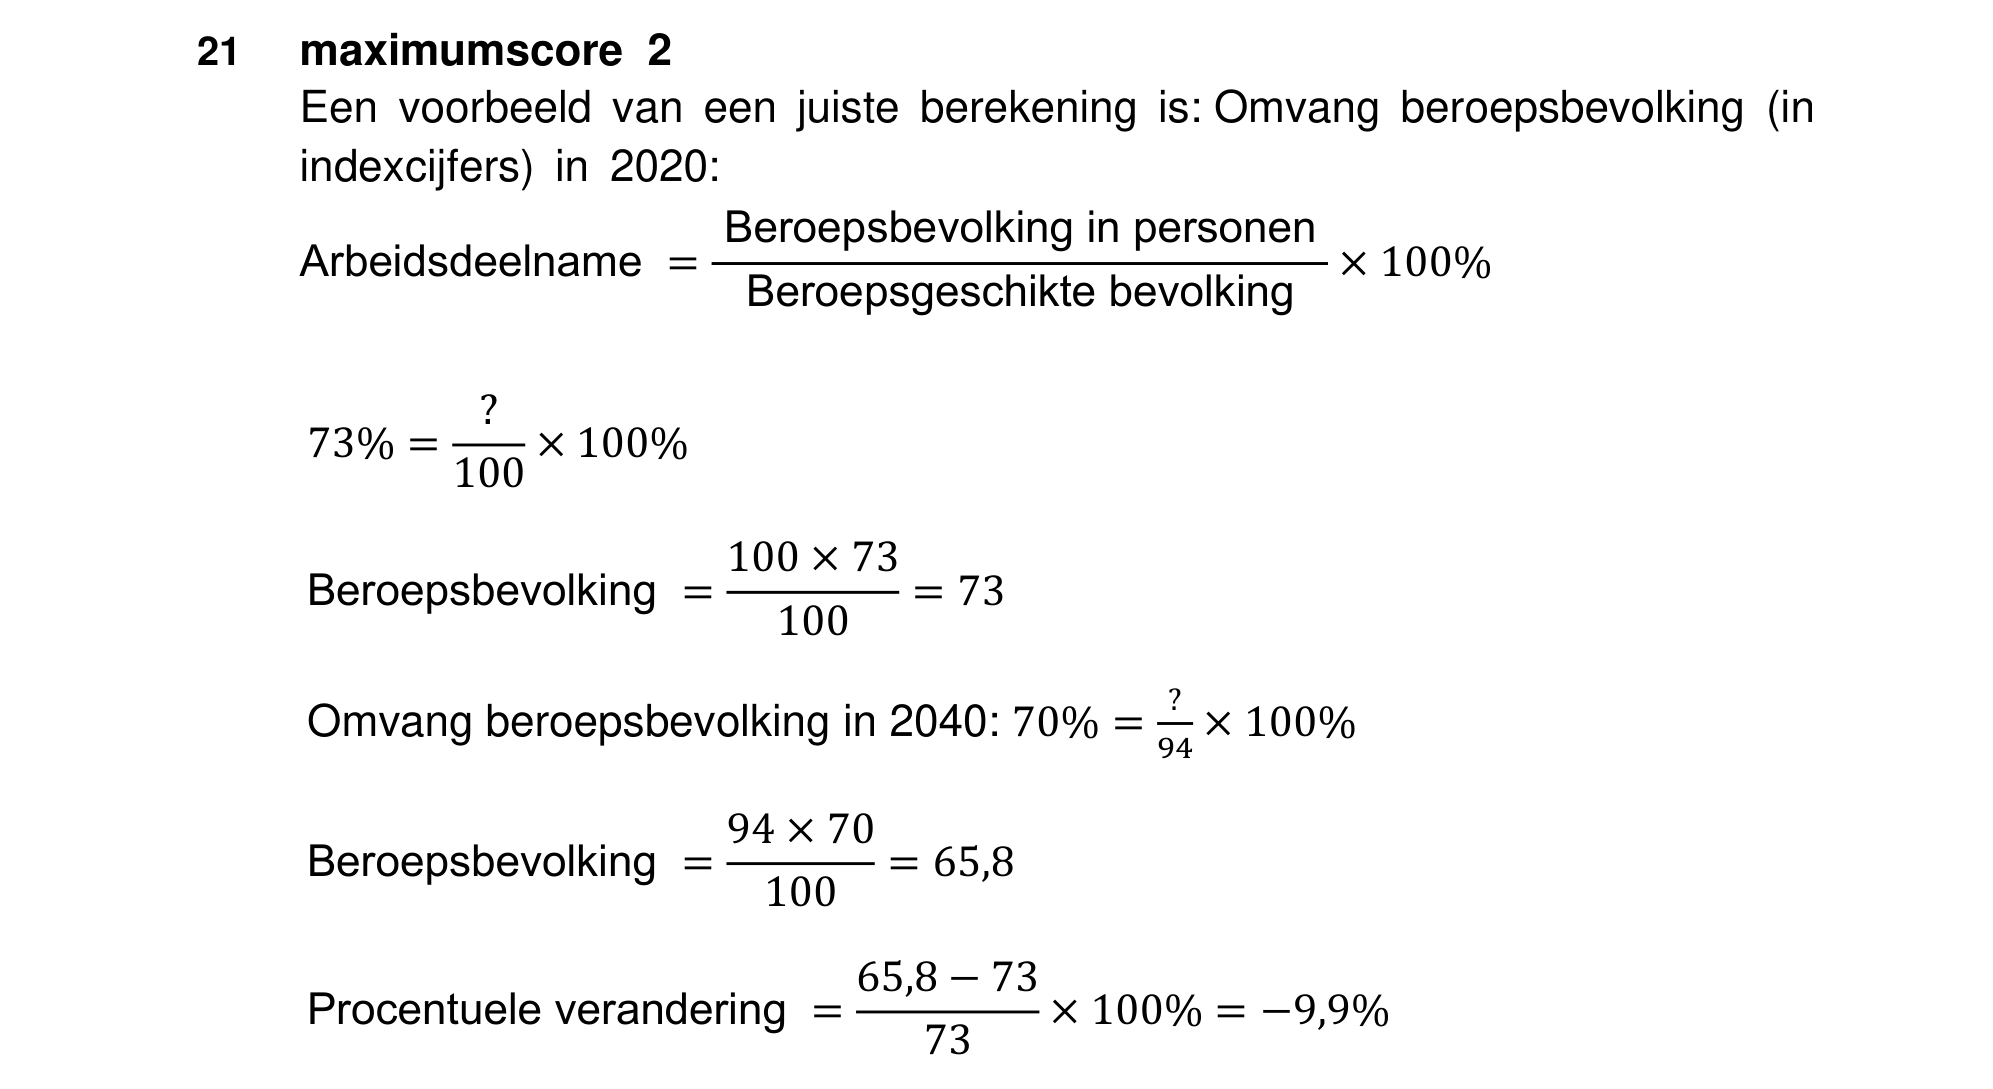 21 maximumscore 2
Een voorbeeld van een juiste berekening is: Omvang beroepsbevolking (in
indexcijfers) in 2020:
Arbeidsdeelname = Beroepsbevolking in personen / Beroepsgeschikte bevolking × 100%
73% = ? / 100 × 100%
Beroepsbevolking = 100 × 73 / 100 = 73
Omvang beroepsbevolking in 2040: 70% = ? / 94 × 100%
Beroepsbevolking = 94 × 70 / 100 = 65,8
Procentuele verandering = 65,8 − 73 / 73 × 100% = −9,9%